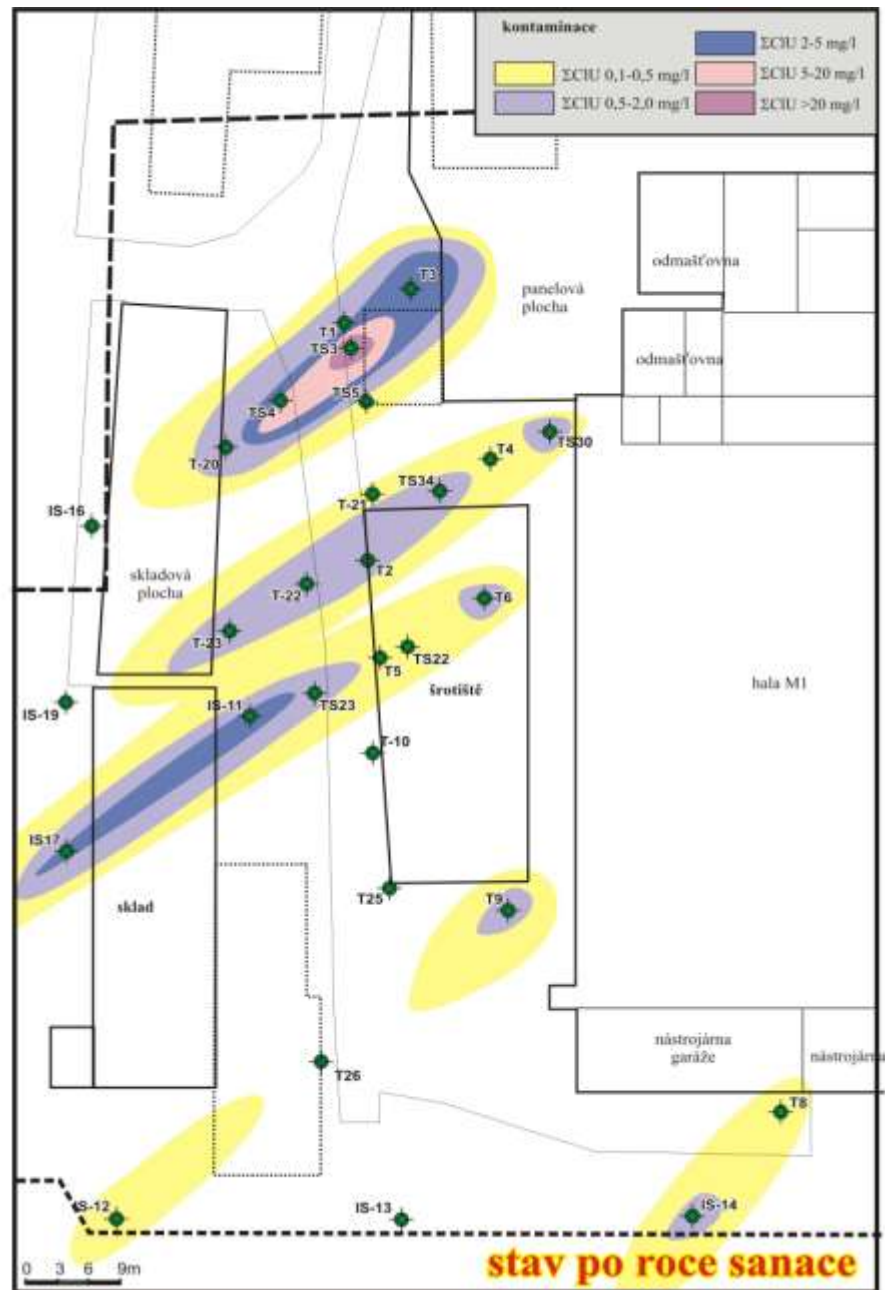 kontaminace
ΣClU 2-5 mg/l
ΣClU 0,1-0,5 mg/l
ΣClU 5-20 mg/l
ΣClU 0,5-2,0 mg/l
ΣClU >20 mg/l
odmašťovna
T3
panelová
plocha
T1
TS3
odmašťovna
TS4
TS5
T-20
TS30
T4
TS34
T-21
IS-16
T2
skladová
plocha
T-22
T6
T-23
TS22
T5
šrotiště
hala M1
TS23
IS-11
IS-19
T-10
IS17
T25
T9
sklad
nástrojárna
garáže
nástrojárna
T26
T8
IS-12
IS-13
IS-14
0 3 6 9m
stav po roce sanace